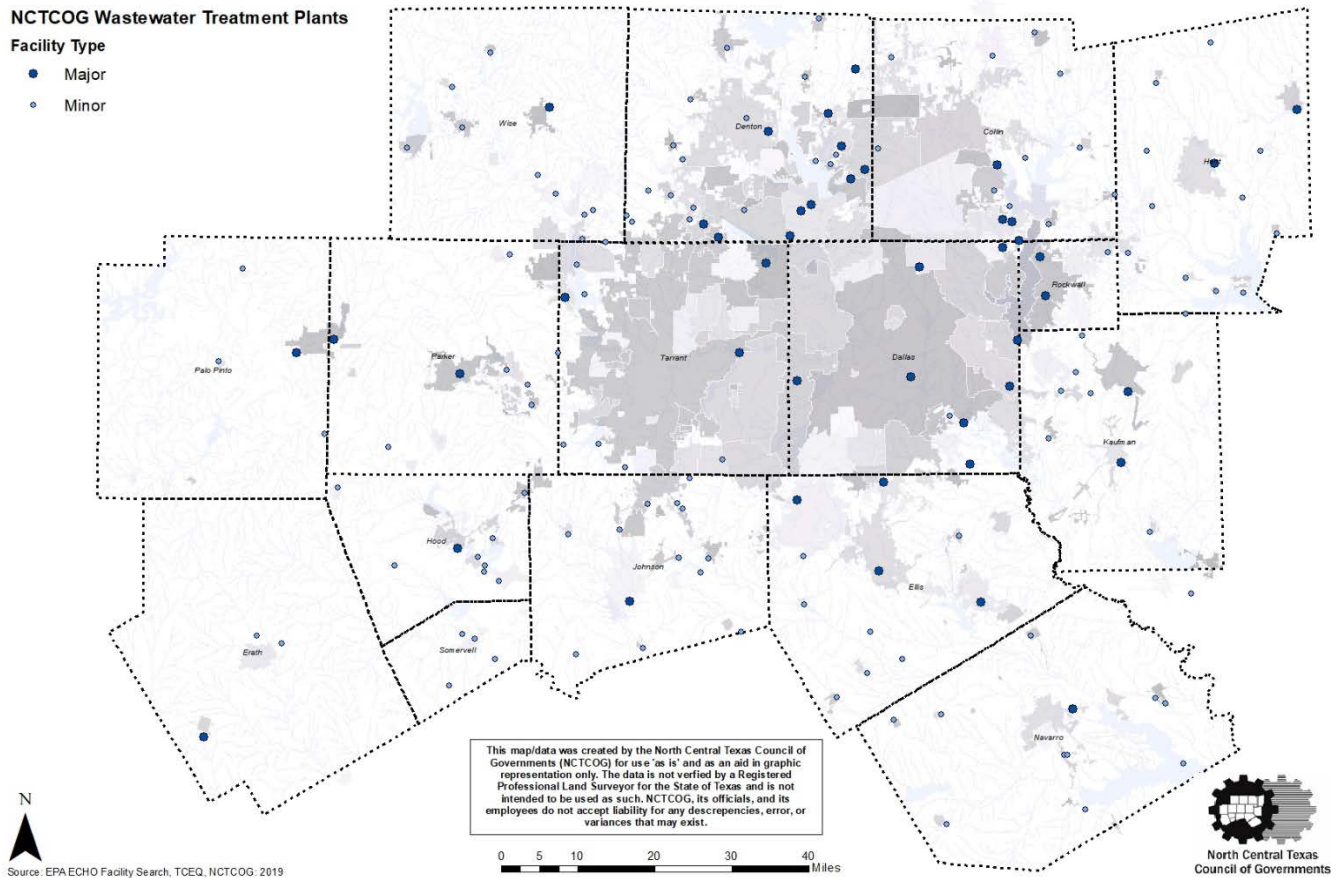 NCTCOG Wastewater Treatment Plants
Facility Type
Major
Minor
Wise
Denton
Collin
Hunt
Palo Pinto
Parker
Tarrant
Dallas
Rockwall
Kaufman
Hood
Johnson
Ellis
Erath
Somervell
Navarro
This map/data was created by the North Central Texas Council of
Governments (NCTCOG) for use 'as is' and as an aid in graphic
representation only. The data is not verfied by a Registered
Professional Land Surveyor for the State of Texas and is not
intended to be used as such. NCTCOG, its officials, and its
employees do not accept liability for any descrepencies, error, or
variances that may exist.
N
0 5 10 20 30 40
Miles
North Central Texas
Council of Governments
Source: EPA ECHO Facility Search, TCEQ, NCTCOG: 2019